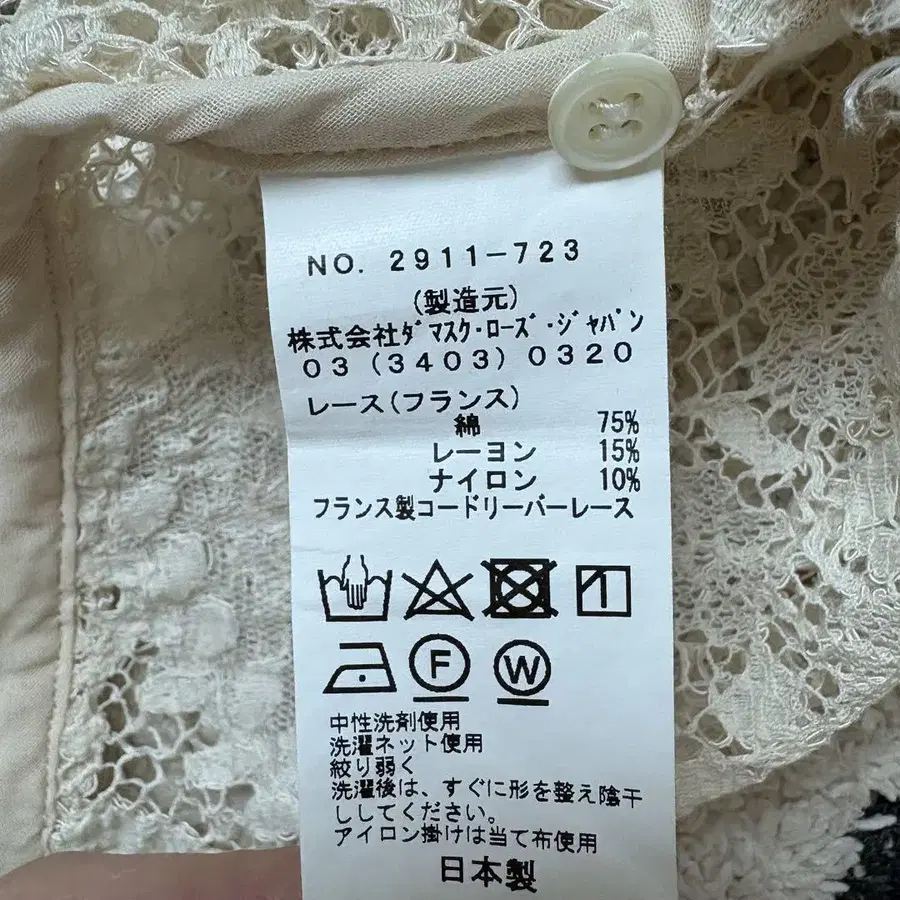 NO. 2911-723
(製造元)
株式会社ダマスク・ローズ・ジャパン
03 (3403) 0320
レース(フランス)
綿 75%
レーヨン 15%
ナイロン 10%
フランス製コードリーバーレース
F W
中性洗剤使用
洗濯ネット使用
絞り弱く
洗濯後は、すぐに形を整え陰干
ししてください。
アイロン掛けは当て布使用
日本製